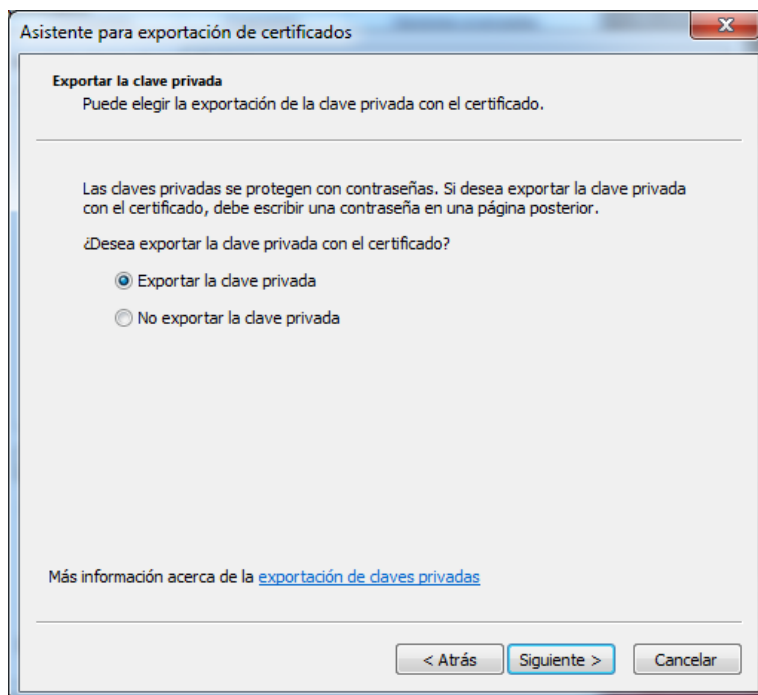 Asistente para exportación de certificados
Exportar la clave privada
Puede elegir la exportación de la clave privada con el certificado.
Las claves privadas se protegen con contraseñas. Si desea exportar la clave privada
con el certificado, debe escribir una contraseña en una página posterior.
¿Desea exportar la clave privada con el certificado?
Exportar la clave privada
No exportar la clave privada
Más información acerca de la exportación de claves privadas
< Atrás
Siguiente >
Cancelar